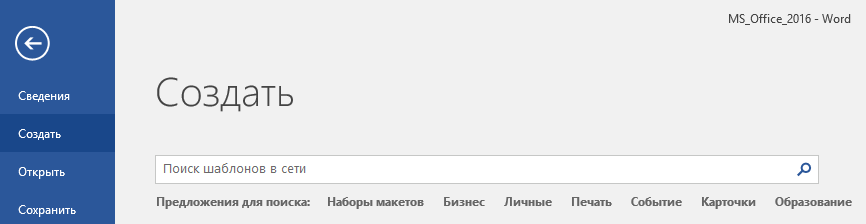 MS_Office_2016 - Word
Сведения
Создать
Открыть
Сохранить
Создать
Поиск шаблонов в сети
Предложения для поиска: Наборы макетов Бизнес Личные Печать Событие Карточки Образование